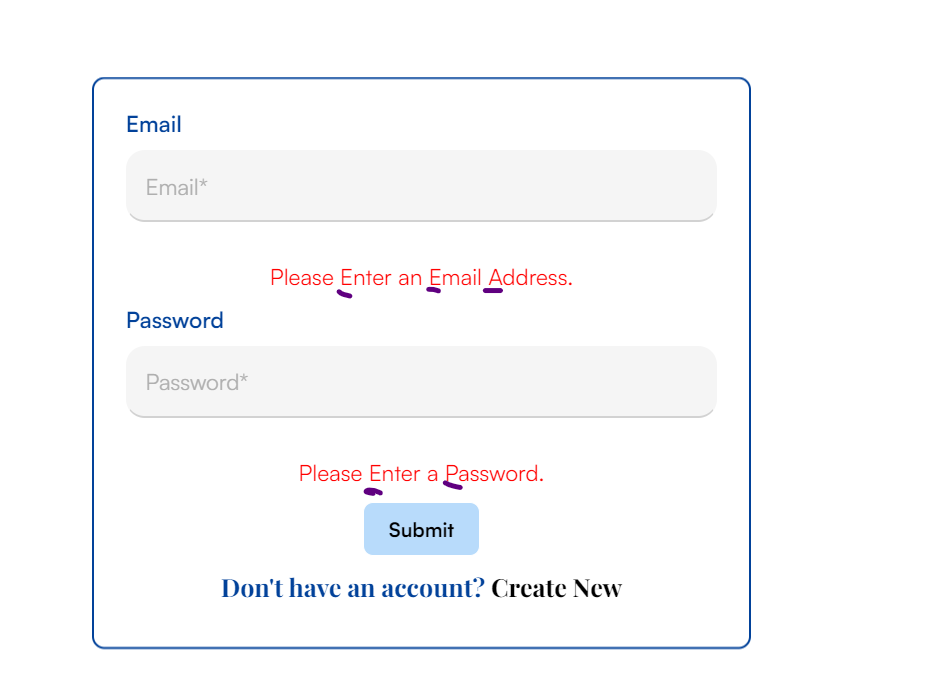 Email
Email*
Please Enter an Email Address.
Password
Password*
Please Enter a Password.
Submit
Don't have an account? Create New